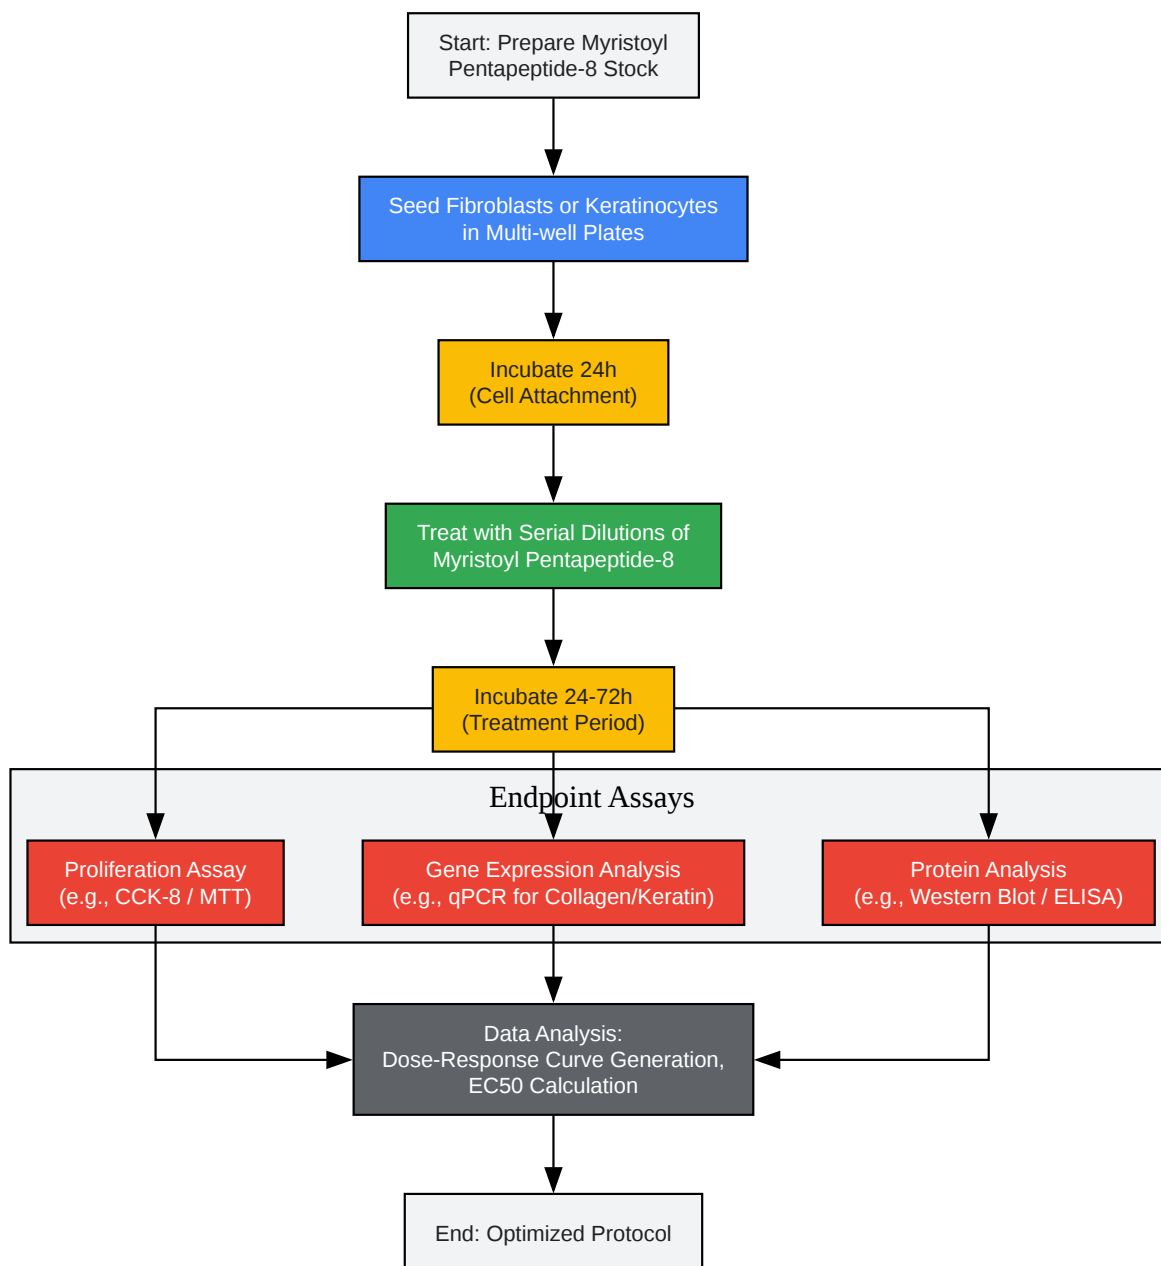 Start: Prepare Myristoyl
Pentapeptide-8 Stock
Seed Fibroblasts or Keratinocytes
in Multi-well Plates
Incubate 24h
(Cell Attachment)
Treat with Serial Dilutions of
Myristoyl Pentapeptide-8
Incubate 24-72h
(Treatment Period)
Endpoint Assays
Proliferation Assay
(e.g., CCK-8 / MTT)
Gene Expression Analysis
(e.g., qPCR for Collagen/Keratin)
Protein Analysis
(e.g., Western Blot / ELISA)
Data Analysis:
Dose-Response Curve Generation,
EC50 Calculation
End: Optimized Protocol